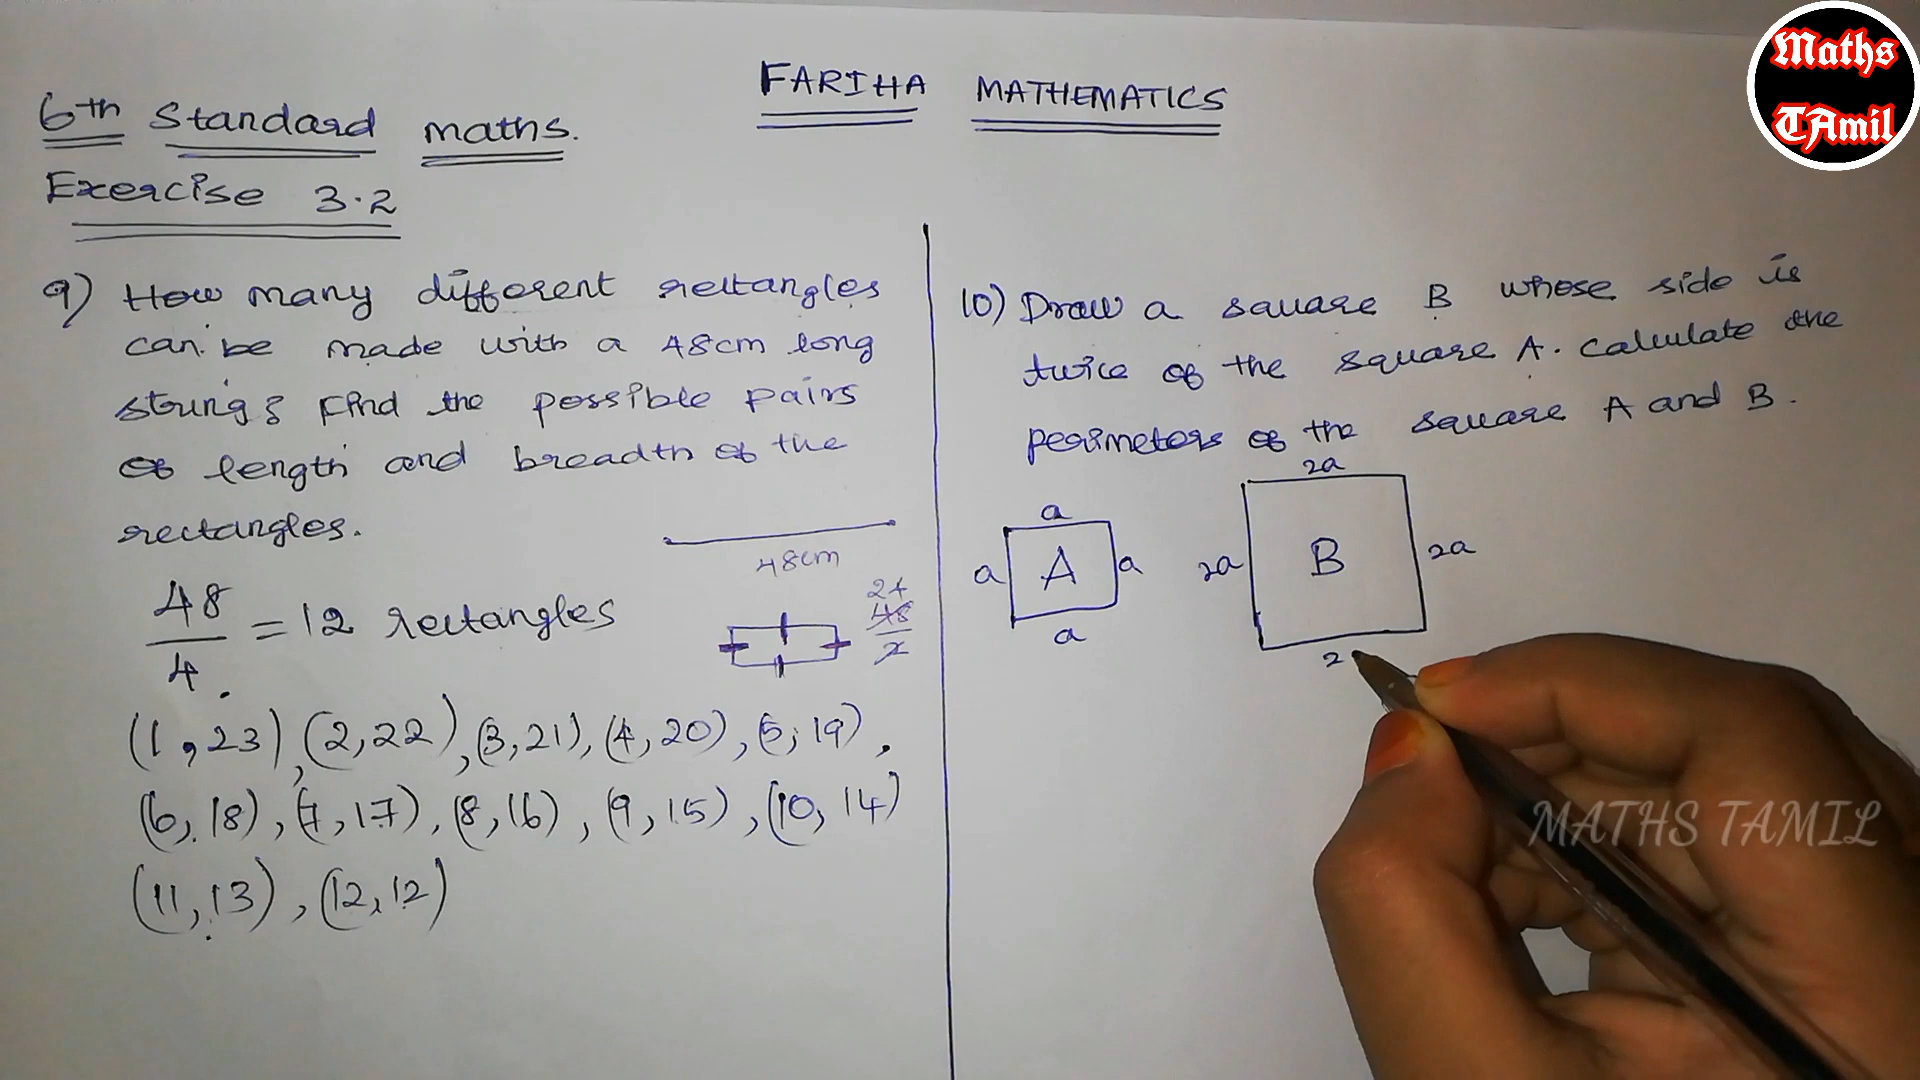 Maths
TAmil
FARIHA MATHEMATICS
6th Standard maths.
Exercise 3.2
9) How many different rectangles
can be made with a 48cm long
string? Find the possible pairs
of length and breadth of the
rectangles.
48cm
24
48
2
48
4
= 12 rectangles
(1,23), (2,22), (3,21), (4,20), (5,19),
(6,18), (7,17), (8,16), (9,15), (10,14)
(11,13), (12,12)
10) Draw a square B whose side is
twice of the square A. Calculate the
perimeters of the square A and B.
a
a A a
a
2a
2a B 2a
2
MATHS TAMIL